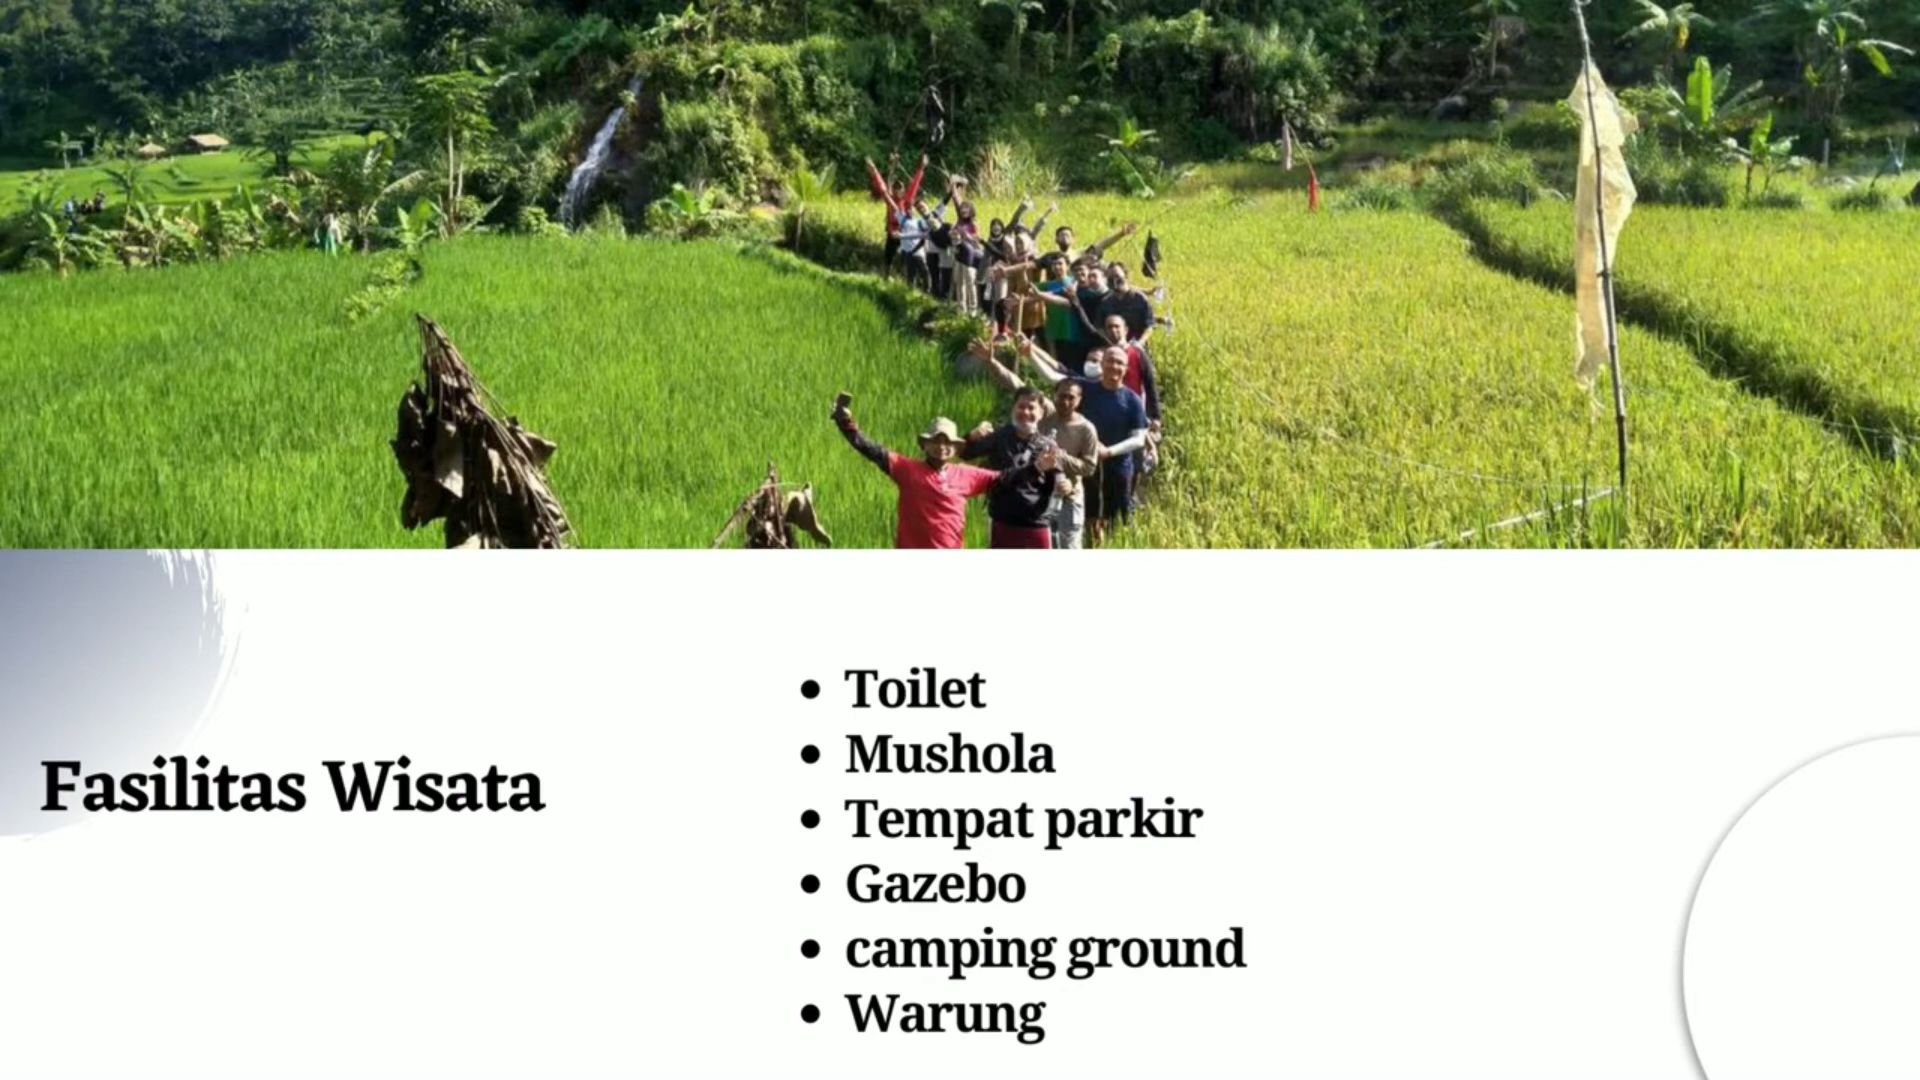 Fasilitas Wisata
• Toilet
• Mushola
• Tempat parkir
• Gazebo
• camping ground
• Warung